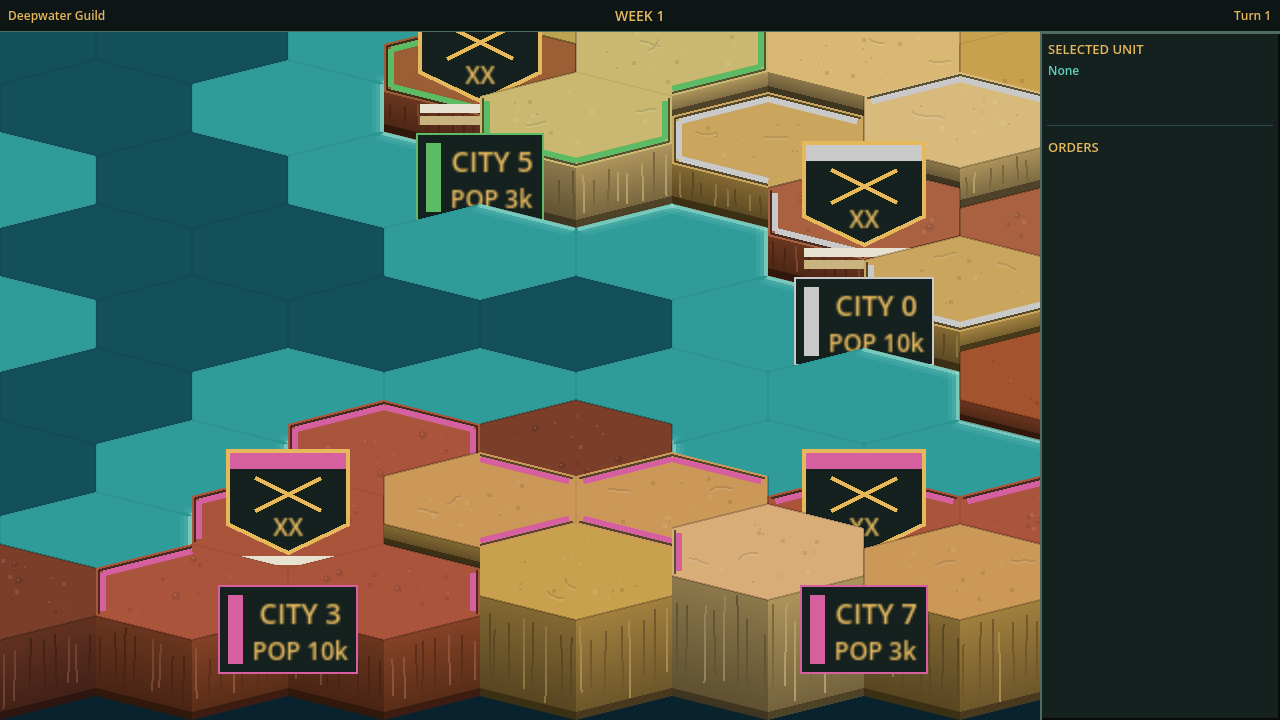 Deepwater Guild
WEEK 1
Turn 1
SELECTED UNIT
None
ORDERS
XX
CITY 5
POP 3k
XX
CITY 0
POP 10k
XX
CITY 3
POP 10k
XX
CITY 7
POP 3k